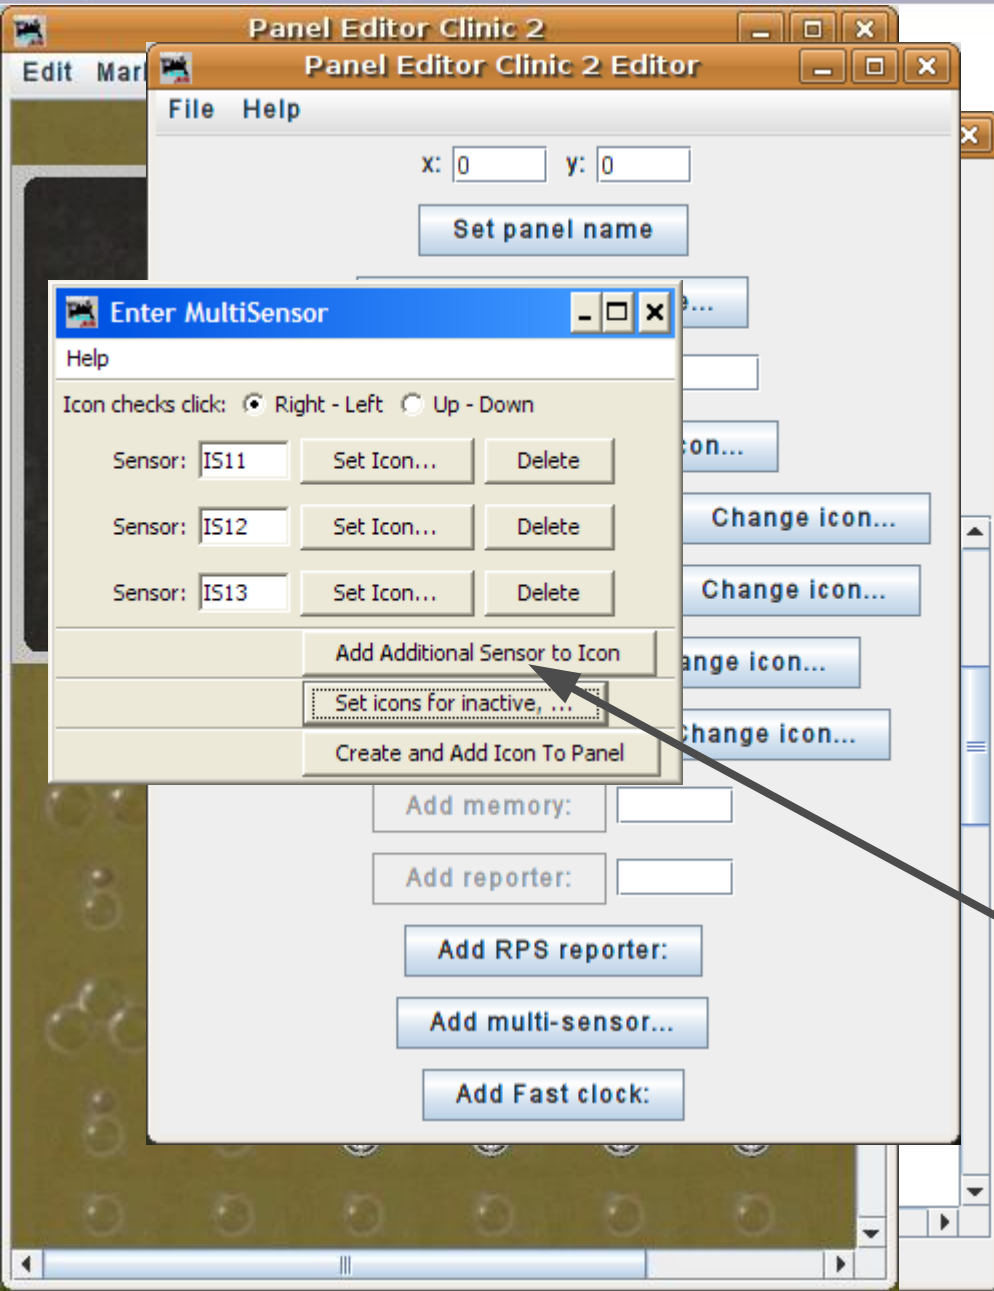 Panel Editor Clinic 2
Edit
Panel Editor Clinic 2 Editor
File Help
x: 0 y: 0
Set panel name
Enter MultiSensor
Help
Icon checks click: Right - Left Up - Down
Sensor: IS11 Set Icon... Delete
Sensor: IS12 Set Icon... Delete
Change icon...
Sensor: IS13 Set Icon... Delete
Change icon...
Add Additional Sensor to Icon
icon...
Set icons for inactive, ...
Create and Add Icon To Panel
Change icon...
Add memory:
Add reporter:
Add RPS reporter:
Add multi-sensor...
Add Fast clock: